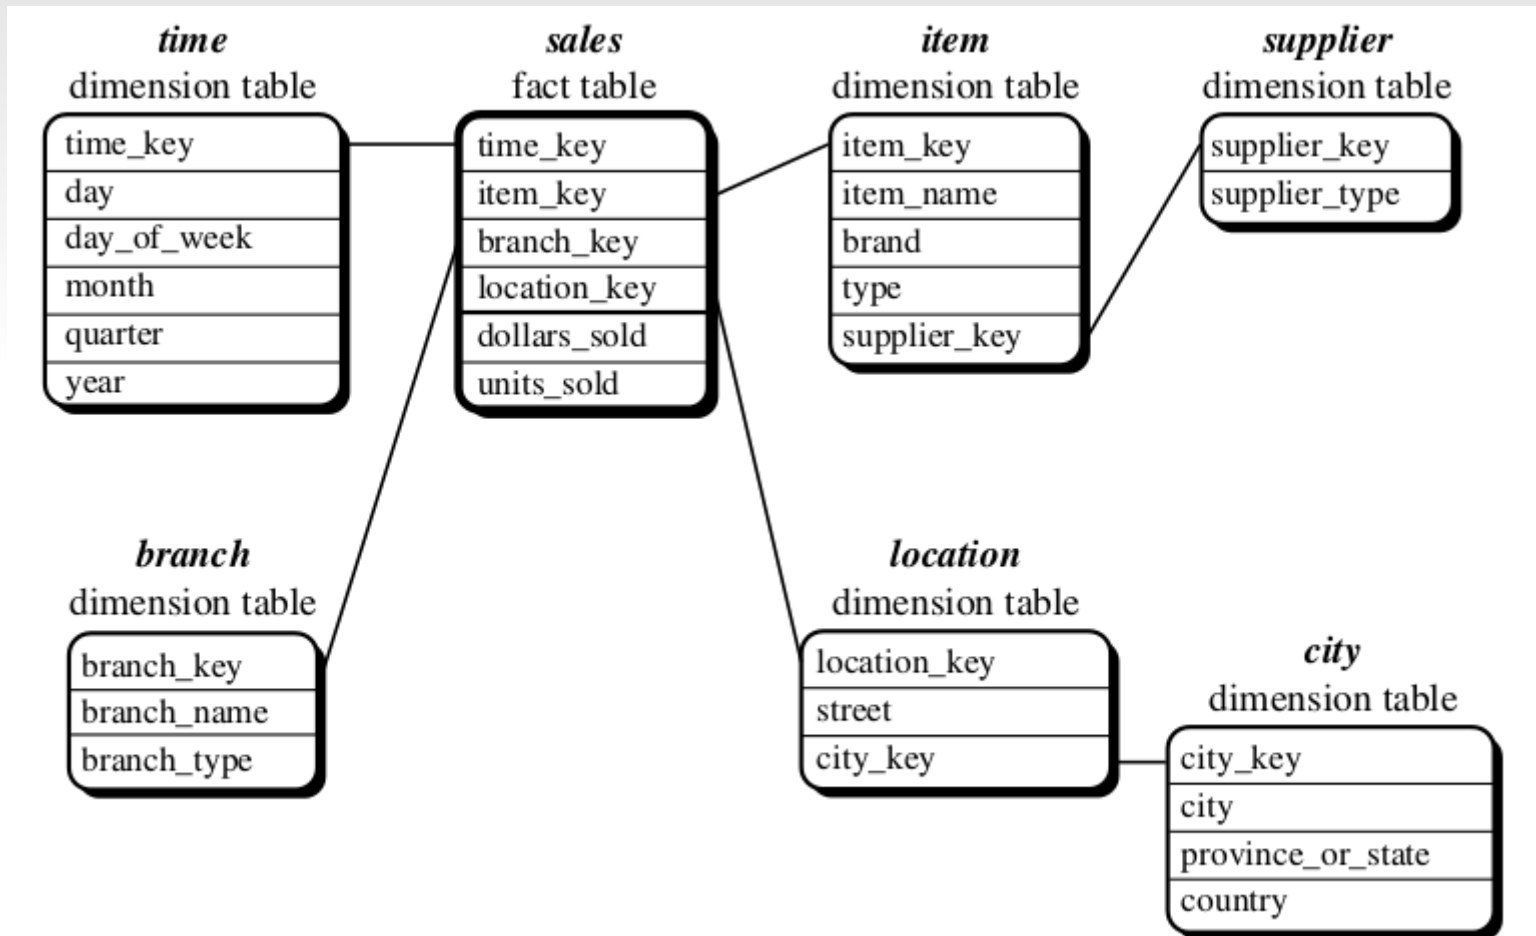 time
dimension table
time_key
day
day_of_week
month
quarter
year
sales
fact table
time_key
item_key
branch_key
location_key
dollars_sold
units_sold
item
dimension table
item_key
item_name
brand
type
supplier_key
supplier
dimension table
supplier_key
supplier_type
branch
dimension table
branch_key
branch_name
branch_type
location
dimension table
location_key
street
city_key
city
dimension table
city_key
city
province_or_state
country